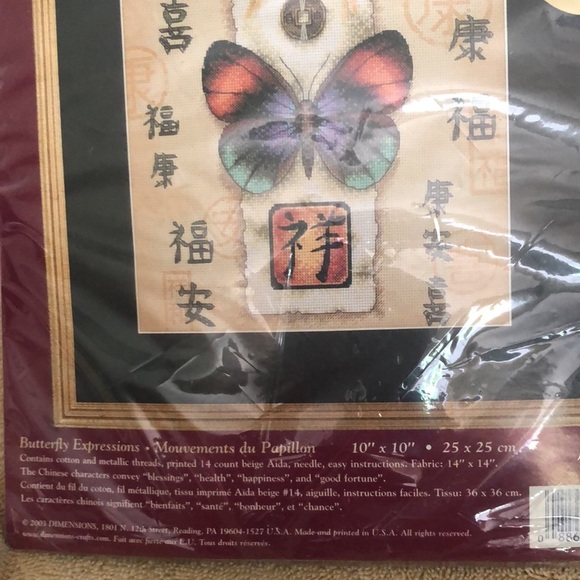 喜
康
福
福
康
康
安
喜
福
安
祥
Butterfly Expressions • Mouvements du Papillon 10" x 10" • 25 x 25 cm
Contains cotton and metallic threads, printed 14 count beige Aida, needle, easy instructions. Fabric: 14" x 14".
The Chinese characters convey "blessings", "health", "happiness", and "good fortune".
Contient du fil du coton, fil métallique, tissu imprimé Aida beige #14, aiguille, instructions faciles. Tissu: 36 x 36 cm.
Les caractères chinois signifient "bienfaits", "santé", "bonheur", et "chance".
© 2003 DIMENSIONS, 1801 N. 12th Street, Reading, PA 19604-1527 U.S.A. Made and printed in U.S.A. All rights reserved.
www.dimensions-crafts.com. Fait avec fierté aux E.U. Tous droits réservés.
0 886